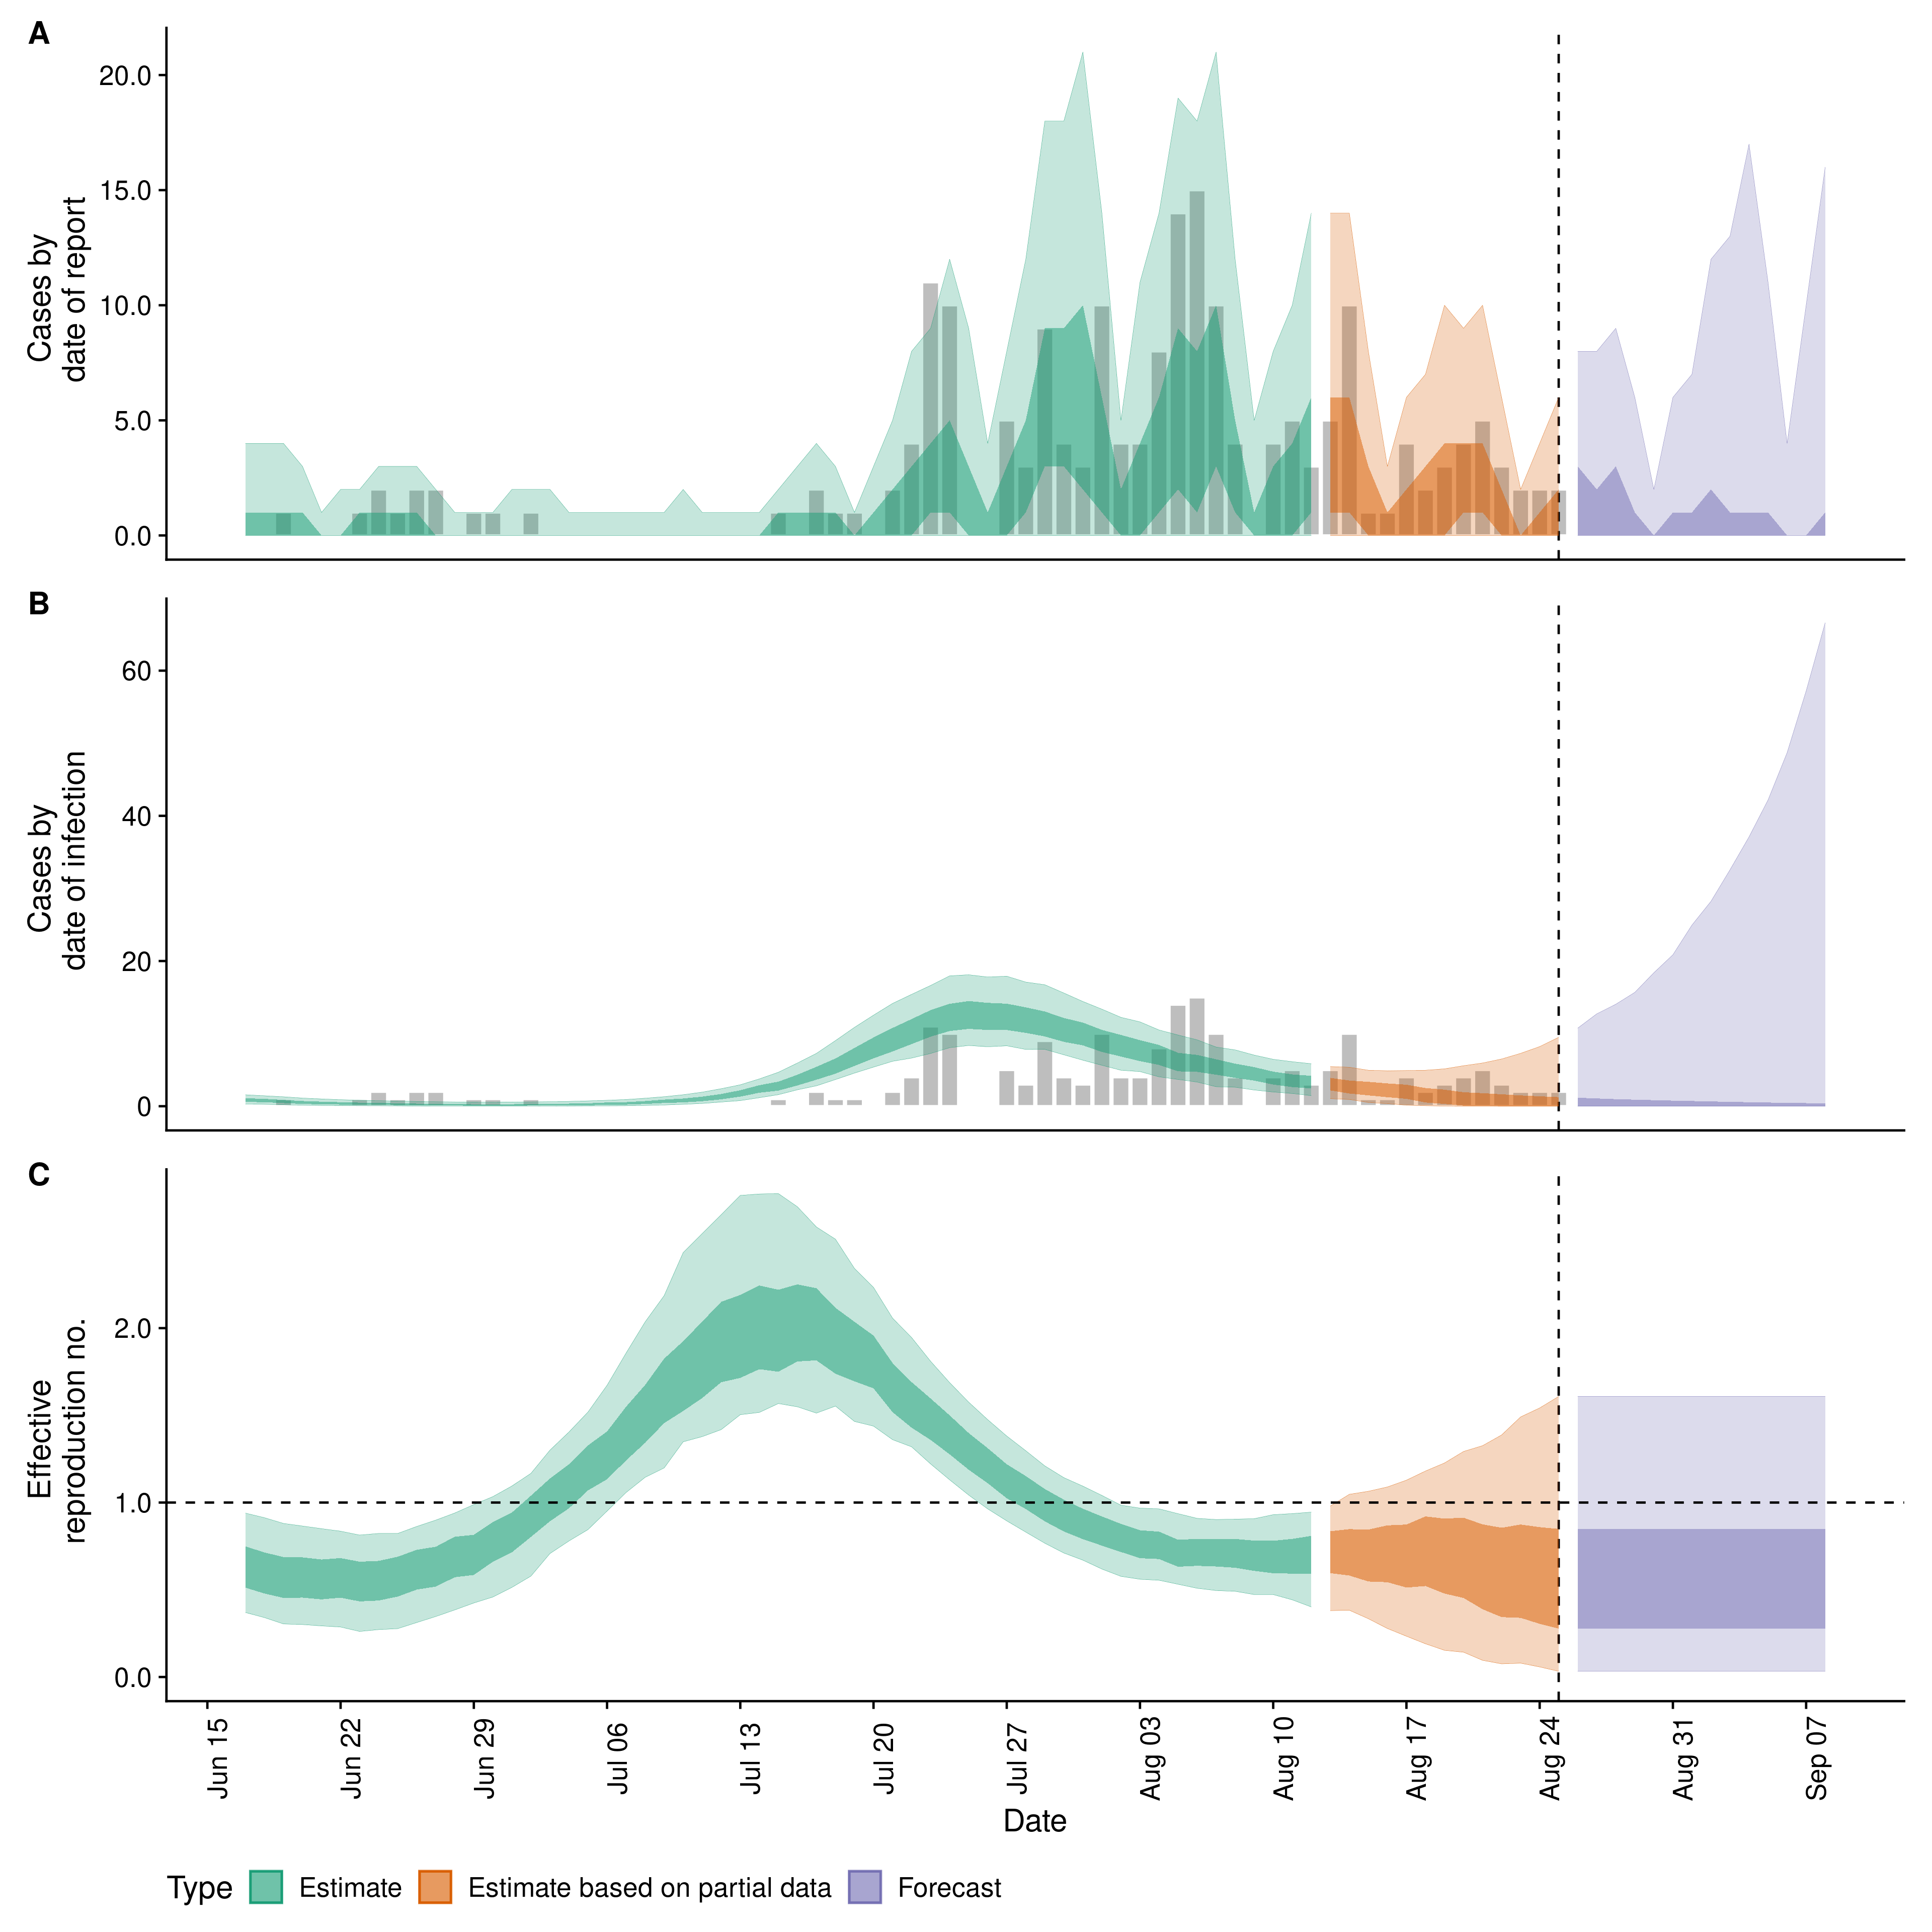 A
Cases by
date of report
20.0
15.0
10.0
5.0
0.0
B
Cases by
date of infection
60
40
20
0
C
Effective
reproduction no.
2.0
1.0
0.0
Jun 15
Jun 22
Jun 29
Jul 06
Jul 13
Jul 20
Jul 27
Aug 03
Aug 10
Aug 17
Aug 24
Aug 31
Sep 07
Date
Type Estimate Estimate based on partial data Forecast